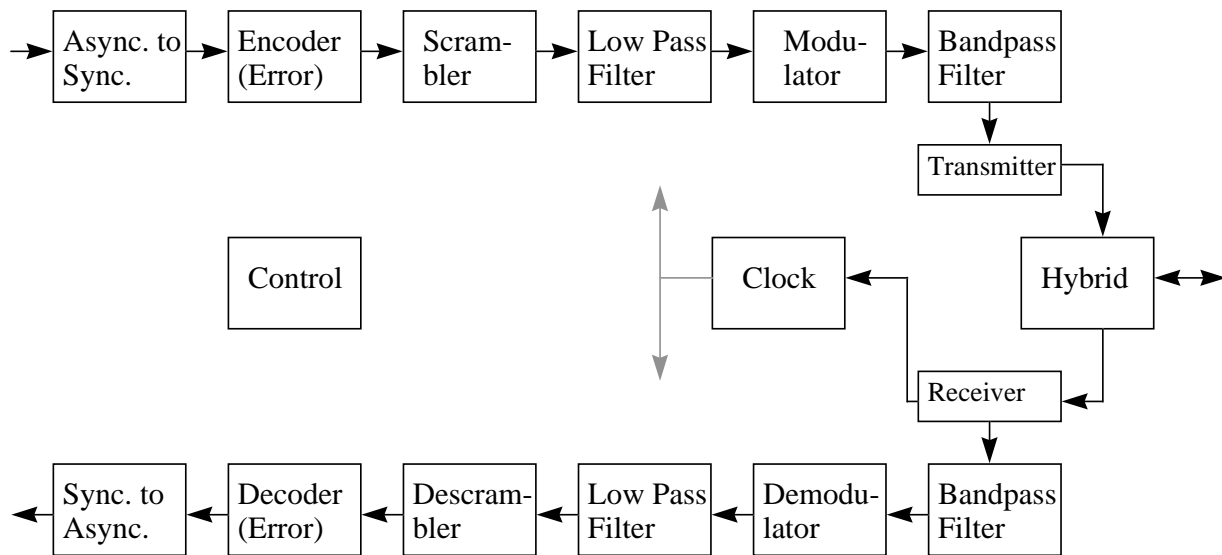 Async. to
Sync.
Encoder
(Error)
Scram-
bler
Low Pass
Filter
Modu-
lator
Bandpass
Filter
Transmitter
Control
Clock
Hybrid
Receiver
Sync. to
Async.
Decoder
(Error)
Descram-
bler
Low Pass
Filter
Demodu-
lator
Bandpass
Filter